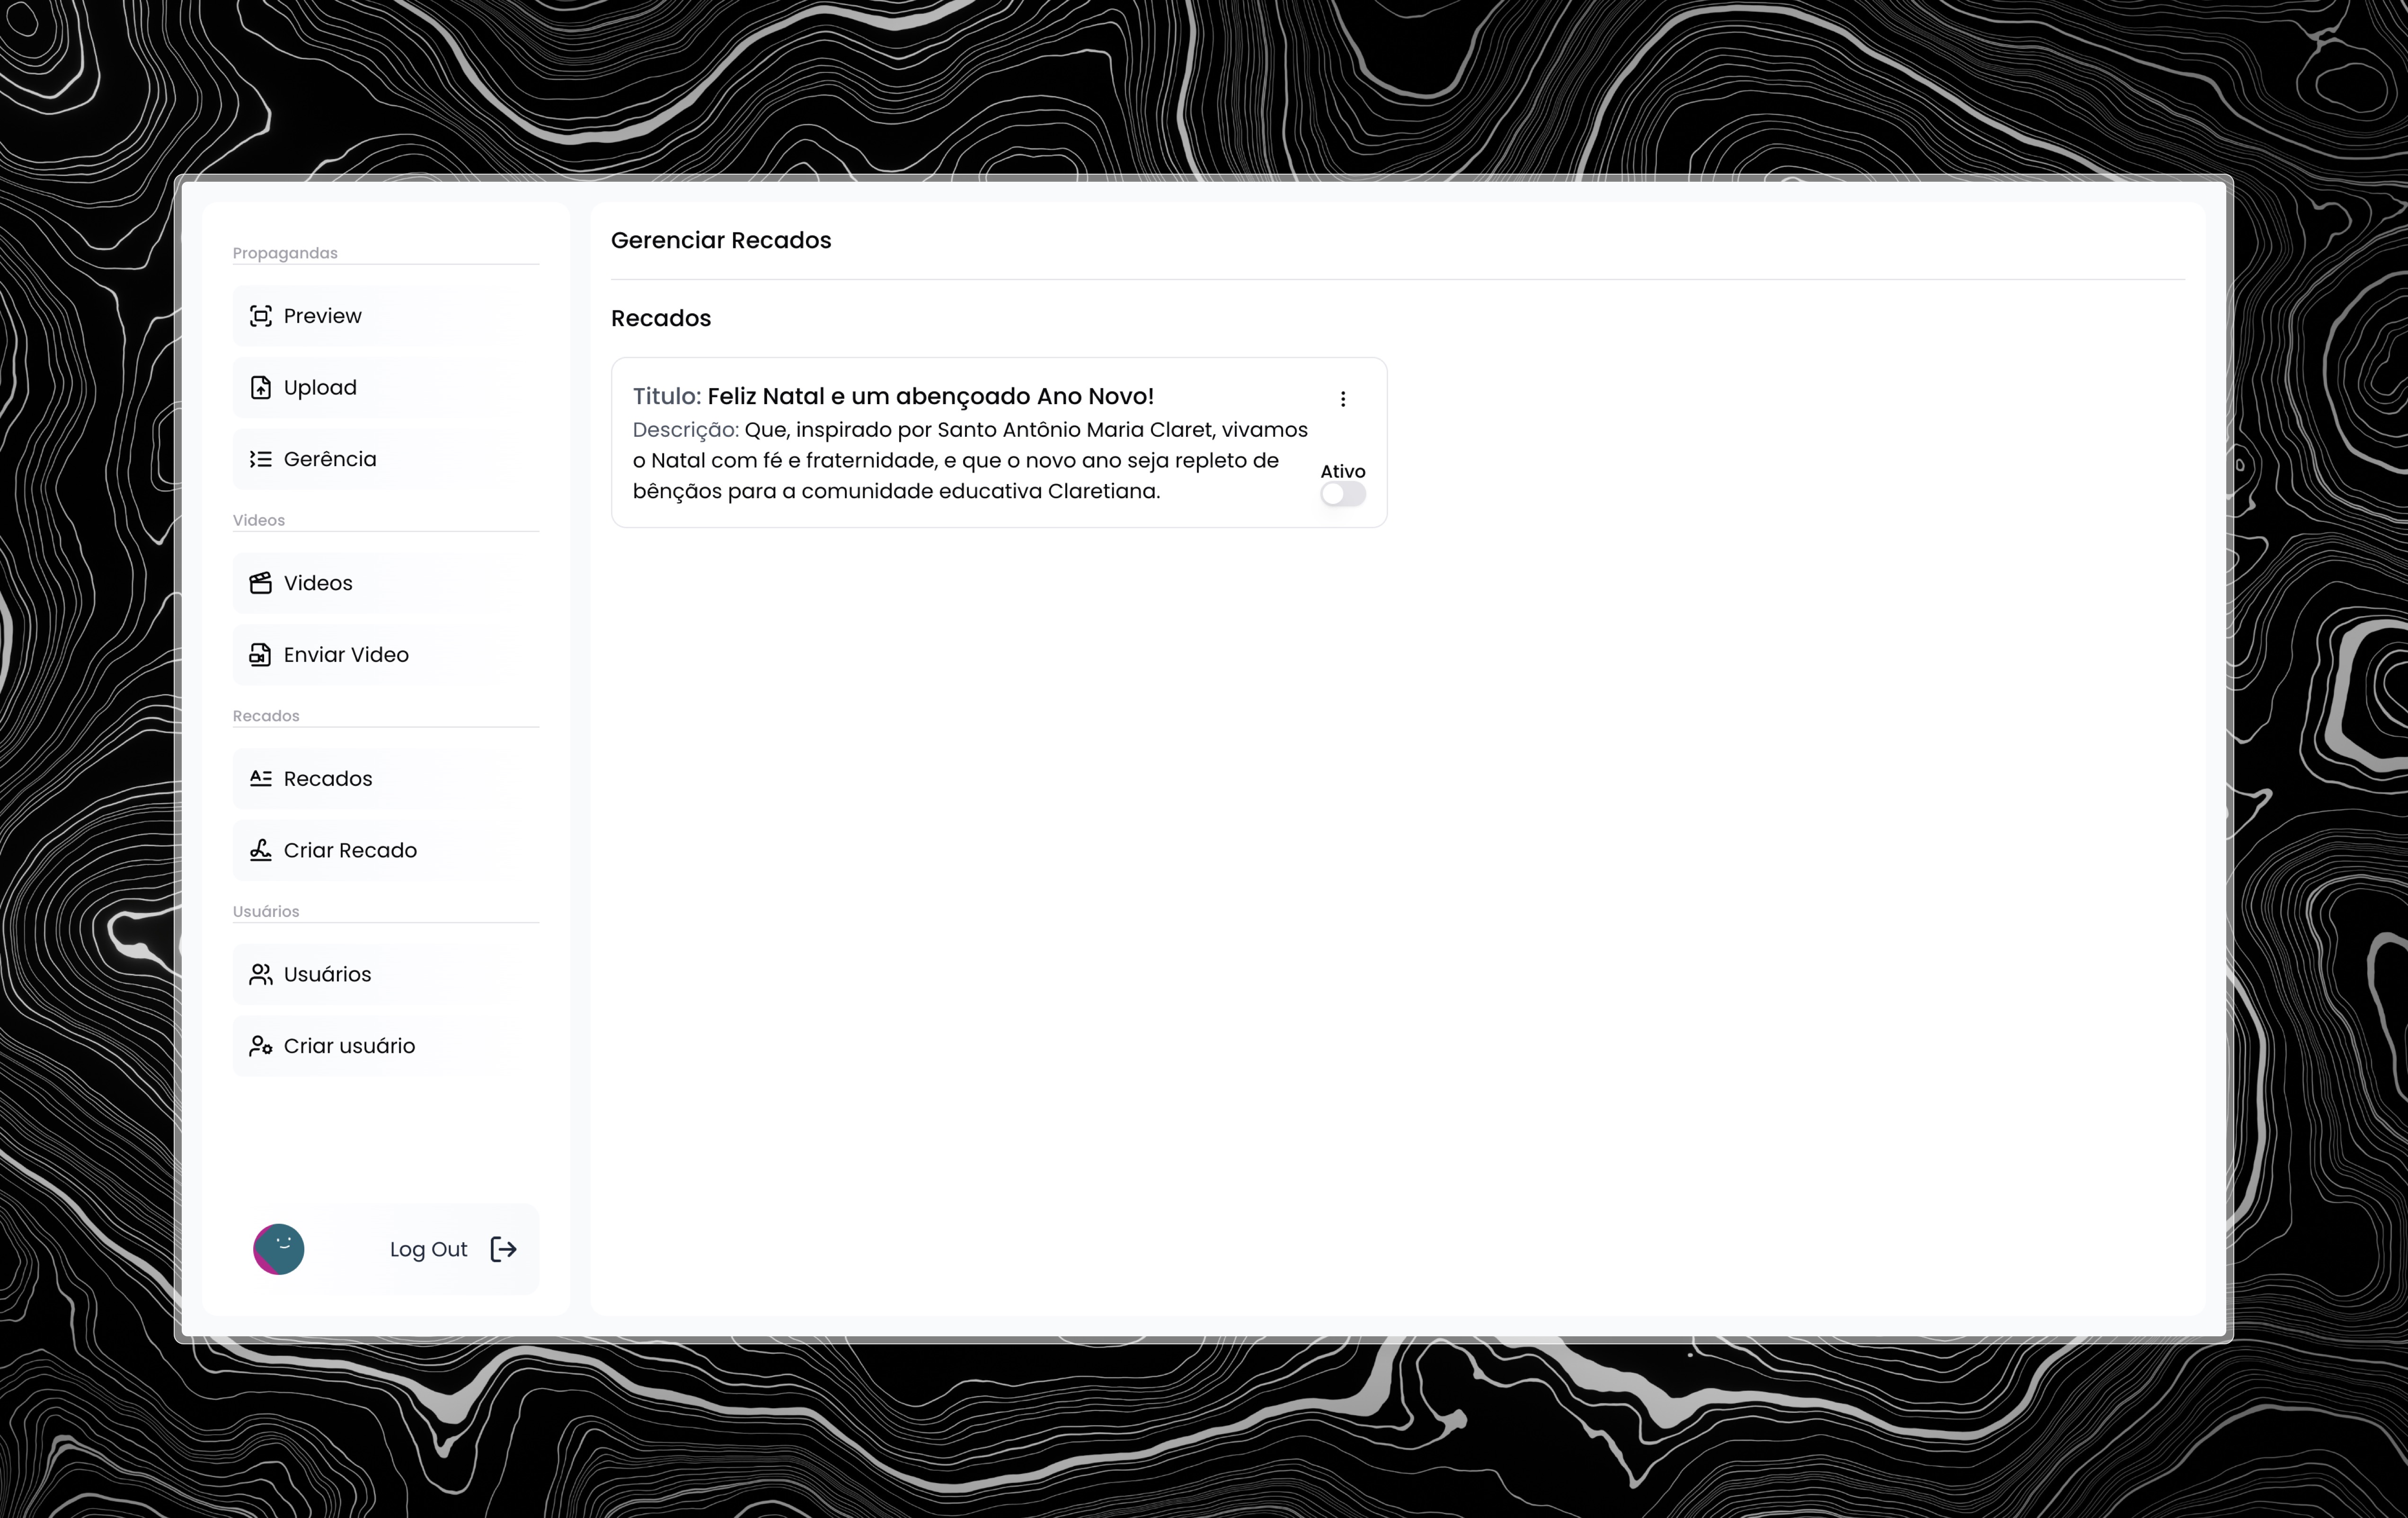 Propagandas
Preview
Upload
Gerência
Videos
Videos
Enviar Video
Recados
Recados
Criar Recado
Usuários
Usuários
Criar usuário
Log Out
Gerenciar Recados
Recados
Titulo: Feliz Natal e um abençoado Ano Novo!
Descrição: Que, inspirado por Santo Antônio Maria Claret, vivamos
o Natal com fé e fraternidade, e que o novo ano seja repleto de
bênçãos para a comunidade educativa Claretiana.
Ativo